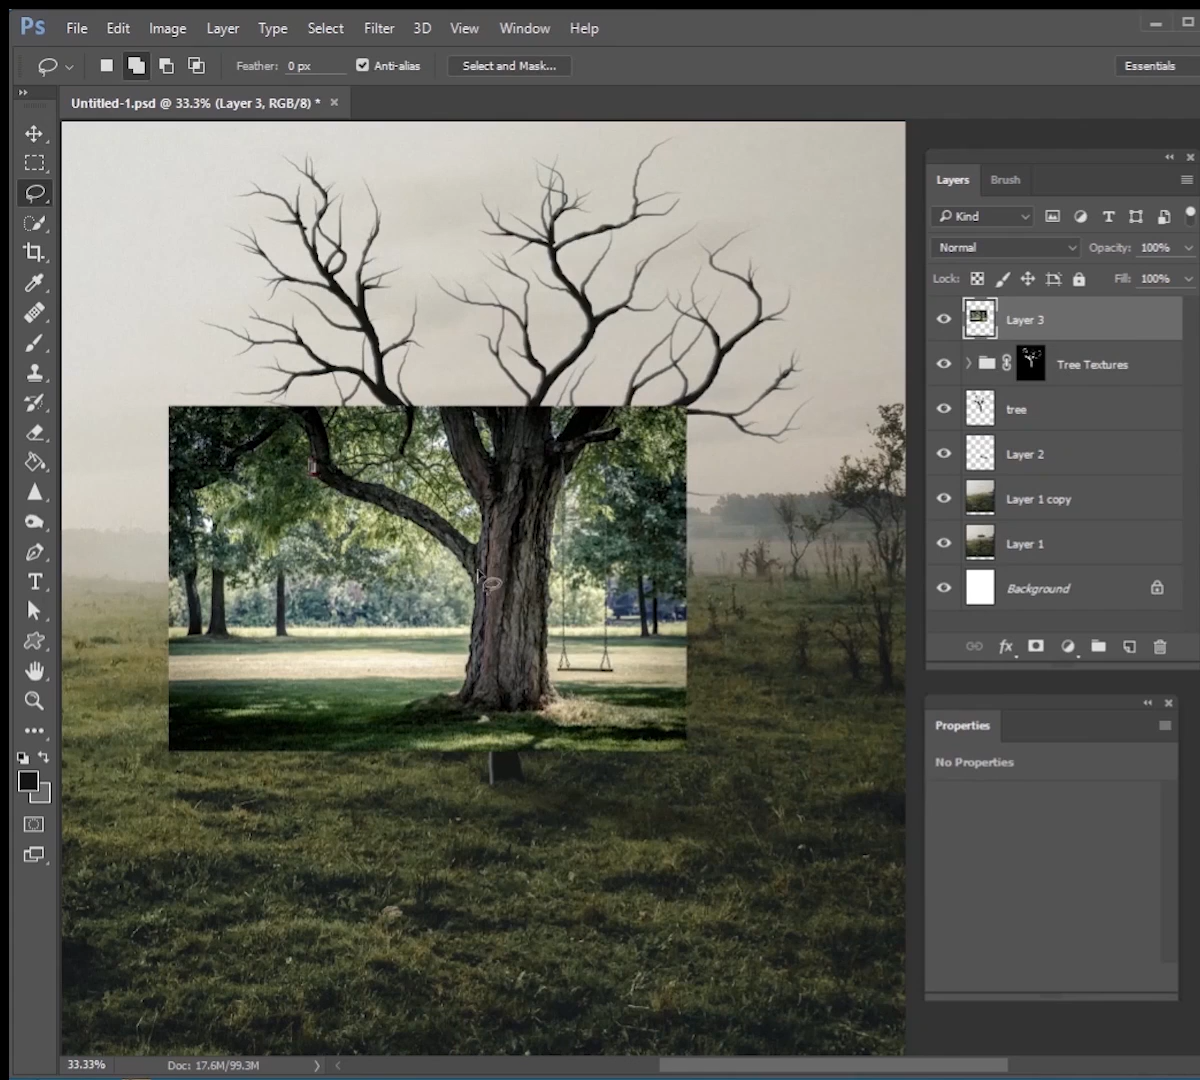 Ps File Edit Image Layer Type Select Filter 3D View Window Help
Feather: 0 px Anti-alias Select and Mask... Essentials
Untitled-1.psd @ 33.3% (Layer 3, RGB/8) * ×
Layers Brush
Kind
Normal Opacity: 100%
Lock: Fill: 100%
Layer 3
Tree Textures
tree
Layer 2
Layer 1 copy
Layer 1
Background
fx
Properties
No Properties
33.33% Doc: 17.6M/99.3M